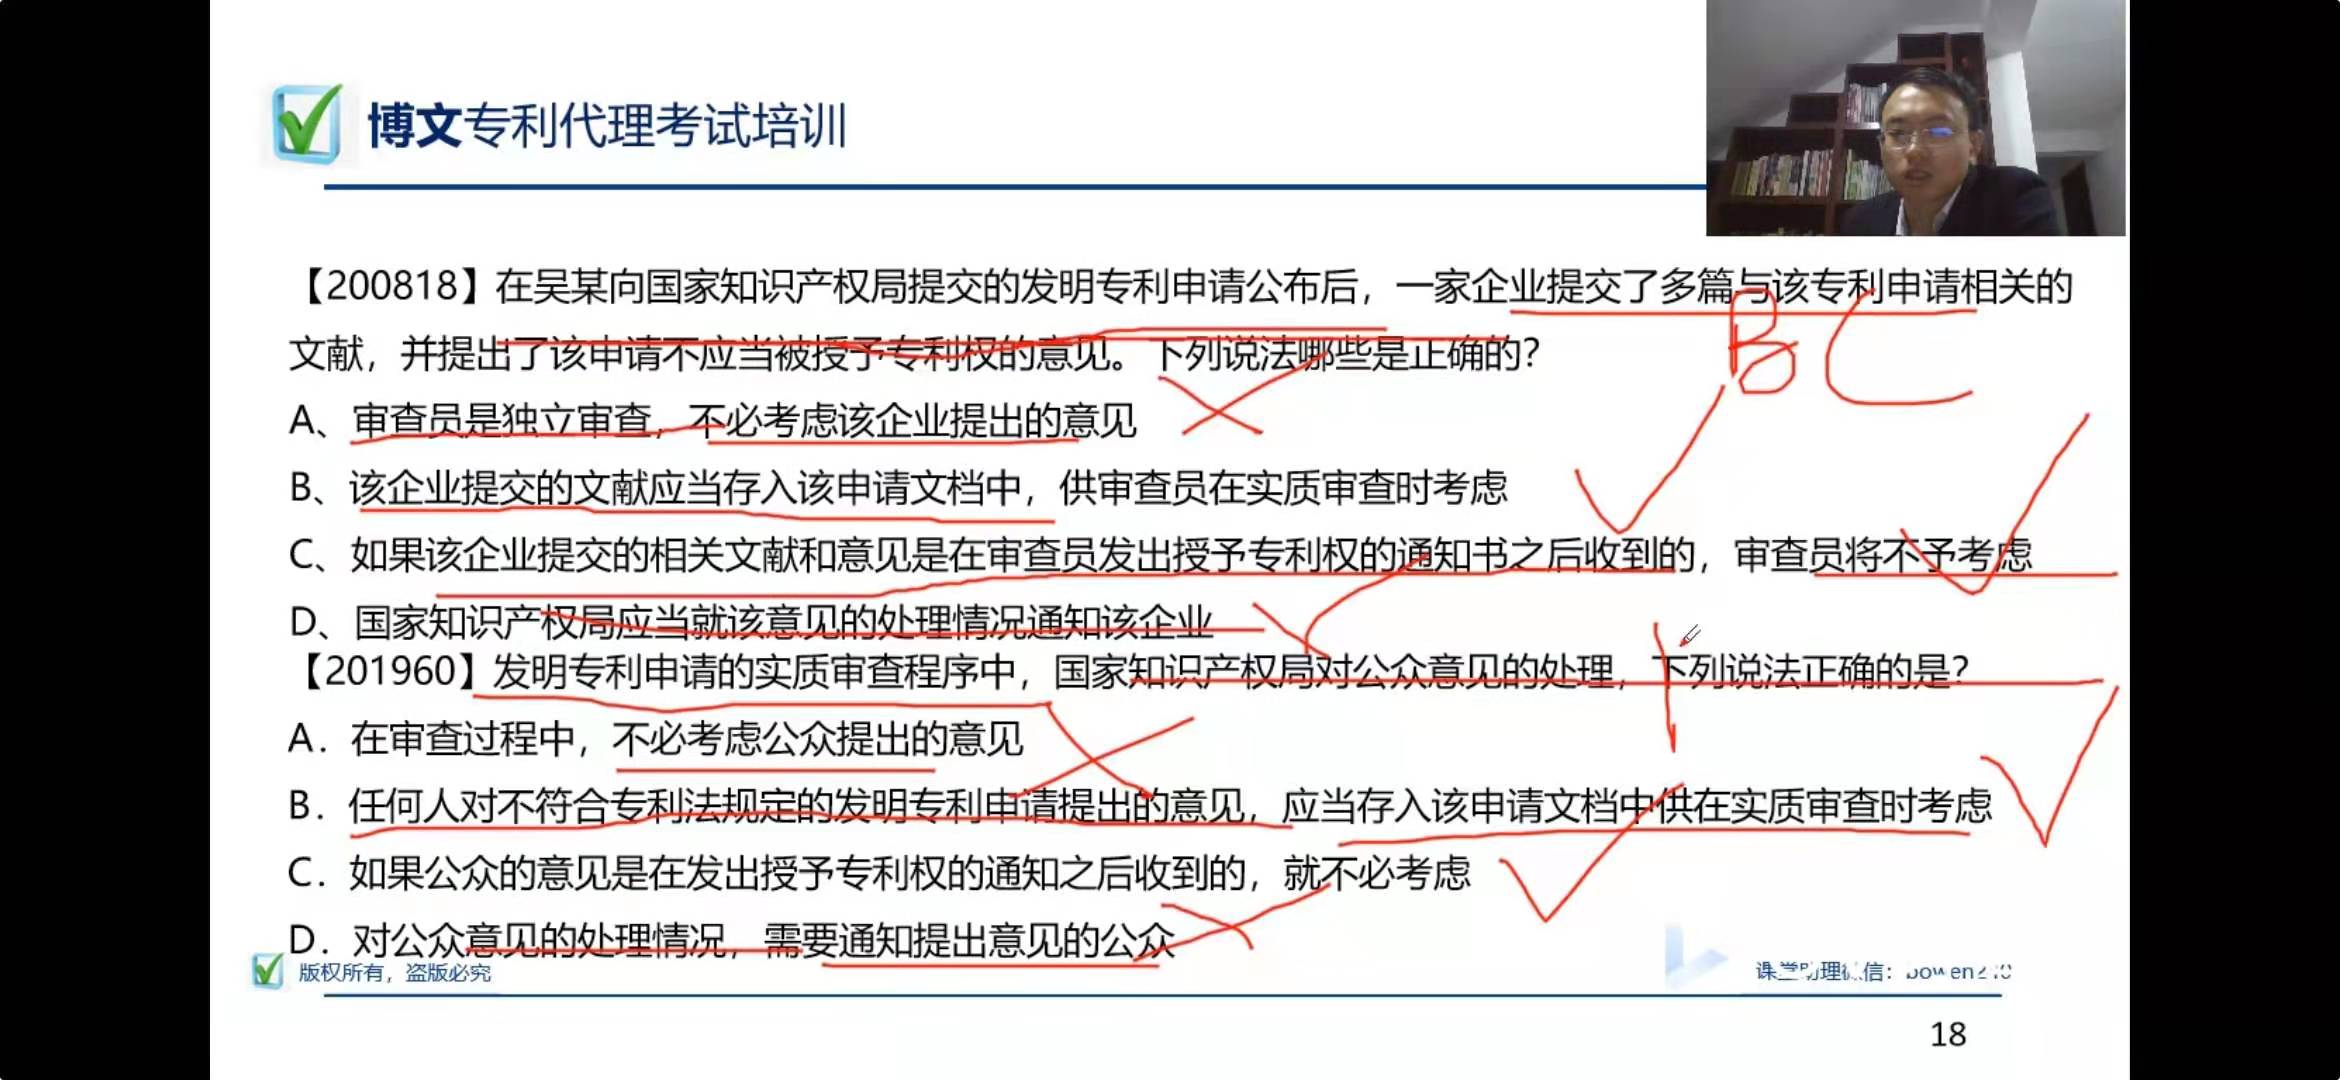 博文专利代理考试培训
【200818】在吴某向国家知识产权局提交的发明专利申请公布后，一家企业提交了多篇与该专利申请相关的
文献，并提出了该申请不应当被授予专利权的意见。下列说法哪些是正确的？
BC
A、审查员是独立审查，不必考虑该企业提出的意见
B、该企业提交的文献应当存入该申请文档中，供审查员在实质审查时考虑
C、如果该企业提交的相关文献和意见是在审查员发出授予专利权的通知书之后收到的，审查员将不予考虑
D、国家知识产权局应当就该意见的处理情况通知该企业
【201960】发明专利申请的实质审查程序中，国家知识产权局对公众意见的处理，下列说法正确的是？
A. 在审查过程中，不必考虑公众提出的意见
B. 任何人对不符合专利法规定的发明专利申请提出的意见，应当存入该申请文档中供在实质审查时考虑
C. 如果公众的意见是在发出授予专利权的通知之后收到的，就不必考虑
D. 对公众意见的处理情况，需要通知提出意见的公众
版权所有，盗版必究
课堂助理微信：
18